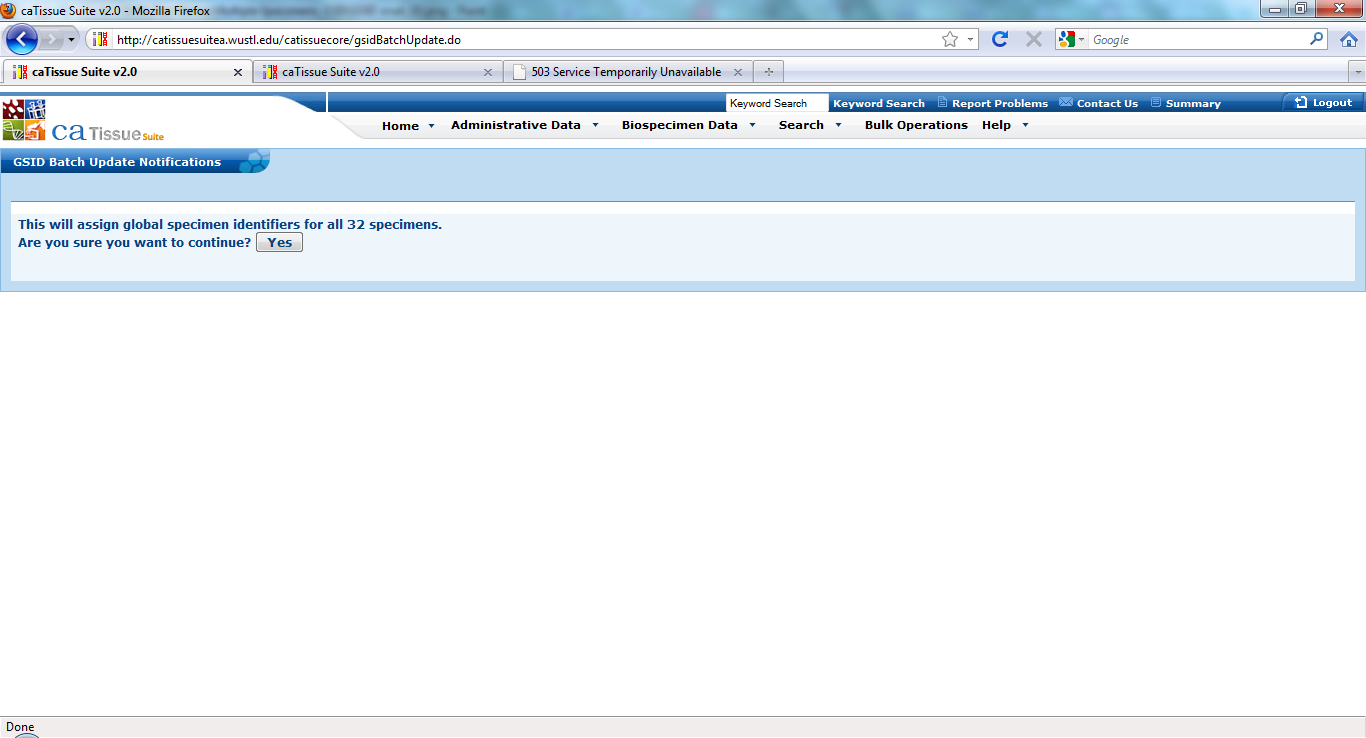 caTissue Suite v2.0 - Mozilla Firefox
http://catissuesuitea.wustl.edu/catissuecore/gsidBatchUpdate.do
Google
caTissue Suite v2.0
caTissue Suite v2.0
503 Service Temporarily Unavailable
Keyword Search
Keyword Search
Report Problems
Contact Us
Summary
Logout
ca Tissue Suite
Home
Administrative Data
Biospecimen Data
Search
Bulk Operations
Help
GSID Batch Update Notifications
This will assign global specimen identifiers for all 32 specimens.
Are you sure you want to continue? Yes
Done